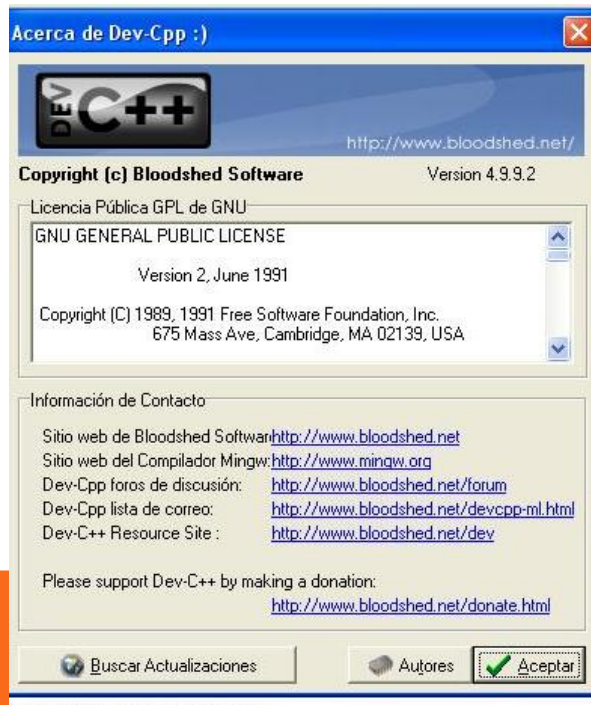 Acerca de Dev-Cpp :)
DEV C++
http://www.bloodshed.net/
Copyright (c) Bloodshed Software Version 4.9.9.2
Licencia Pública GPL de GNU
GNU GENERAL PUBLIC LICENSE
Version 2, June 1991
Copyright (C) 1989, 1991 Free Software Foundation, Inc.
675 Mass Ave, Cambridge, MA 02139, USA
Información de Contacto
Sitio web de Bloodshed Softwar http://www.bloodshed.net
Sitio web del Compilador Mingw: http://www.mingw.org
Dev-Cpp foros de discusión: http://www.bloodshed.net/forum
Dev-Cpp lista de correo: http://www.bloodshed.net/devcpp-ml.html
Dev-C++ Resource Site : http://www.bloodshed.net/dev
Please support Dev-C++ by making a donation:
http://www.bloodshed.net/donate.html
Buscar Actualizaciones Autores Aceptar